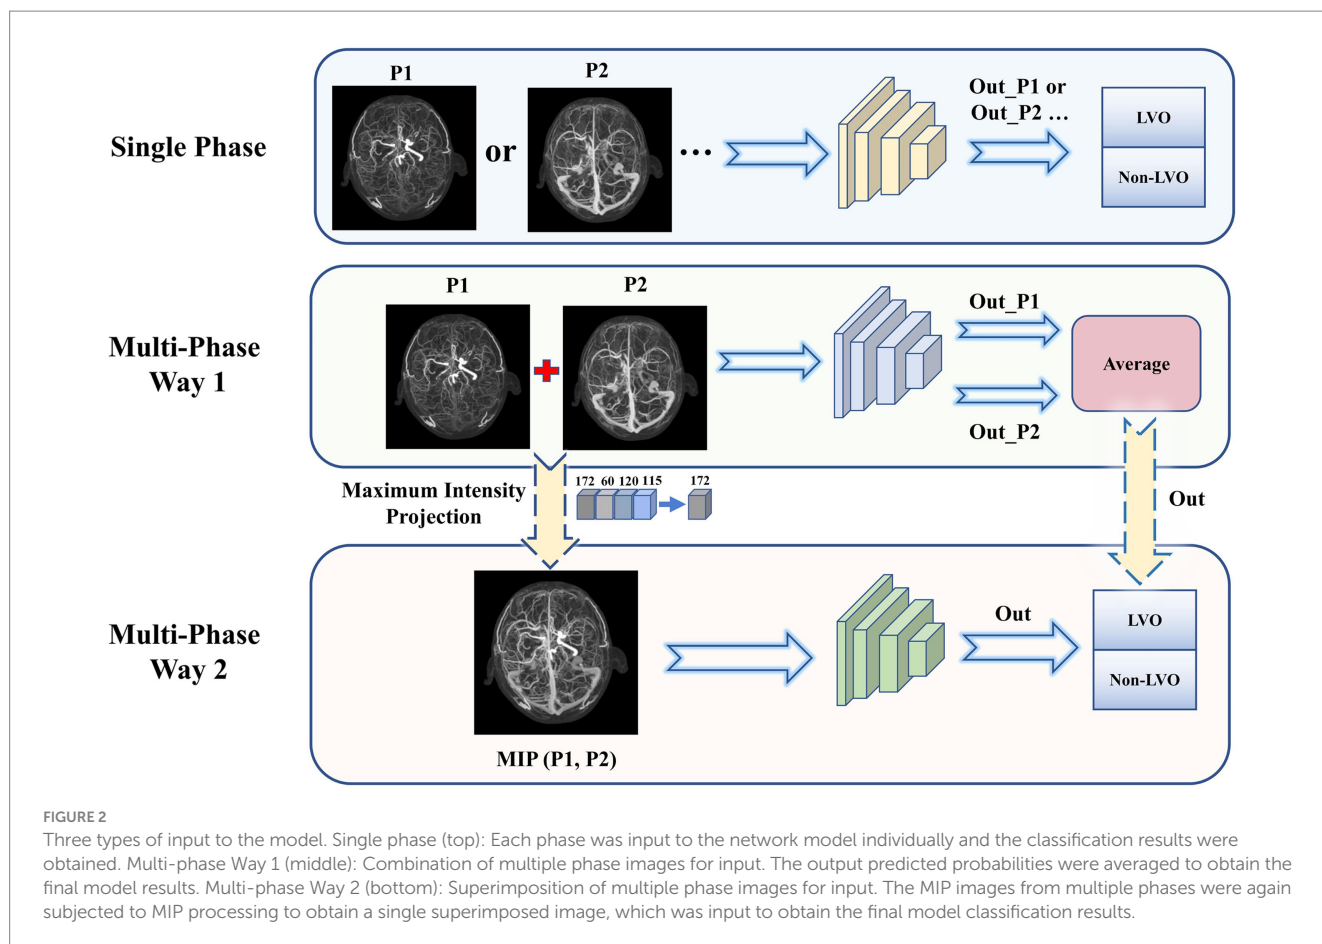 P1
P2
Single Phase
or
...
Out_P1 or
Out_P2 ...
LVO
Non-LVO
P1
P2
Multi-Phase
Way 1
Out_P1
Out_P2
Average
Maximum Intensity
Projection
172 60 120 115 172
Out
Multi-Phase
Way 2
MIP (P1, P2)
Out
LVO
Non-LVO
FIGURE 2
Three types of input to the model. Single phase (top): Each phase was input to the network model individually and the classification results were
obtained. Multi-phase Way 1 (middle): Combination of multiple phase images for input. The output predicted probabilities were averaged to obtain the
final model results. Multi-phase Way 2 (bottom): Superimposition of multiple phase images for input. The MIP images from multiple phases were again
subjected to MIP processing to obtain a single superimposed image, which was input to obtain the final model classification results.